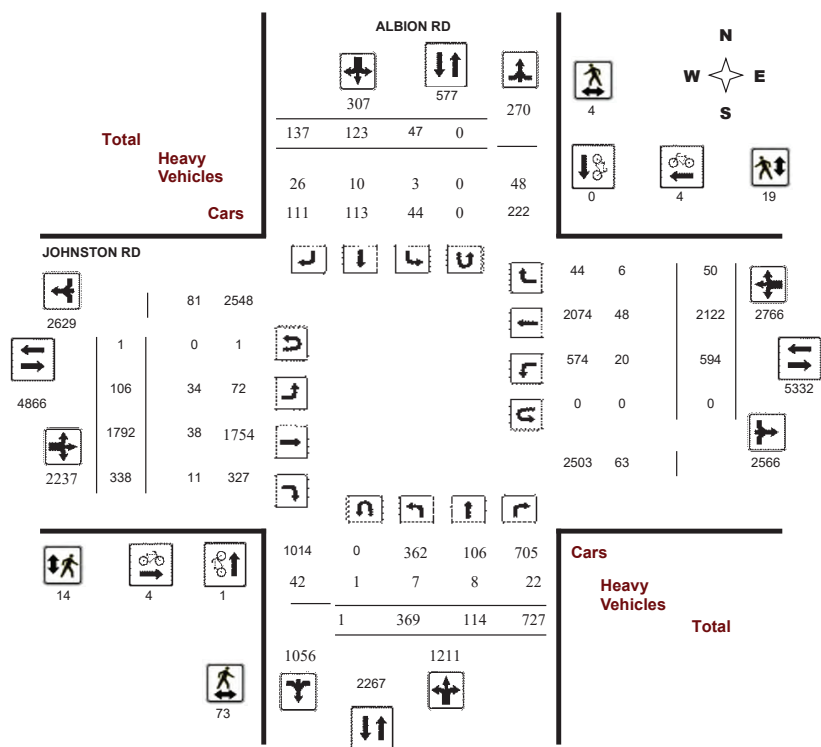 ALBION RD
N
W E
S
307
577
270
4
Total
137 123 47 0
Heavy
Vehicles
26 10 3 0 48
0 4 19
Cars
111 113 44 0 222
JOHNSTON RD
44 6 50
81 2548
2629
2074 48 2122 2766
1 0 1
574 20 594
4866
106 34 72
5332
0 0 0
1792 38 1754
2237
338 11 327
2503 63 2566
1014 0 362 106 705
Cars
42 1 7 8 22
Heavy
Vehicles
14 4 1
1 369 114 727
Total
1056 1211
2267
73